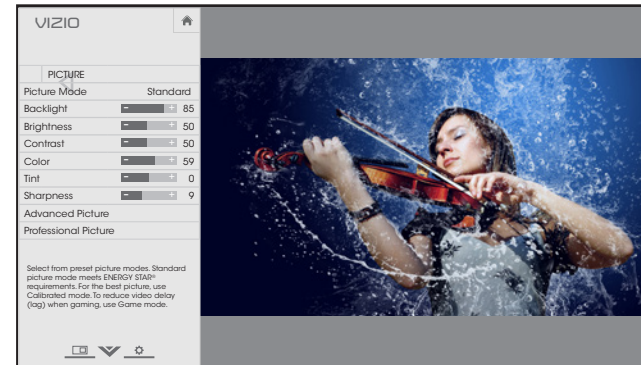 VIZIO
PICTURE
Picture Mode Standard
Backlight 85
Brightness 50
Contrast 50
Color 59
Tint 0
Sharpness 9
Advanced Picture
Professional Picture
Select from preset picture modes. Standard
picture mode meets ENERGY STAR®
requirements. For the best picture, use
Calibrated mode. To reduce video delay
(lag) when gaming, use Game mode.